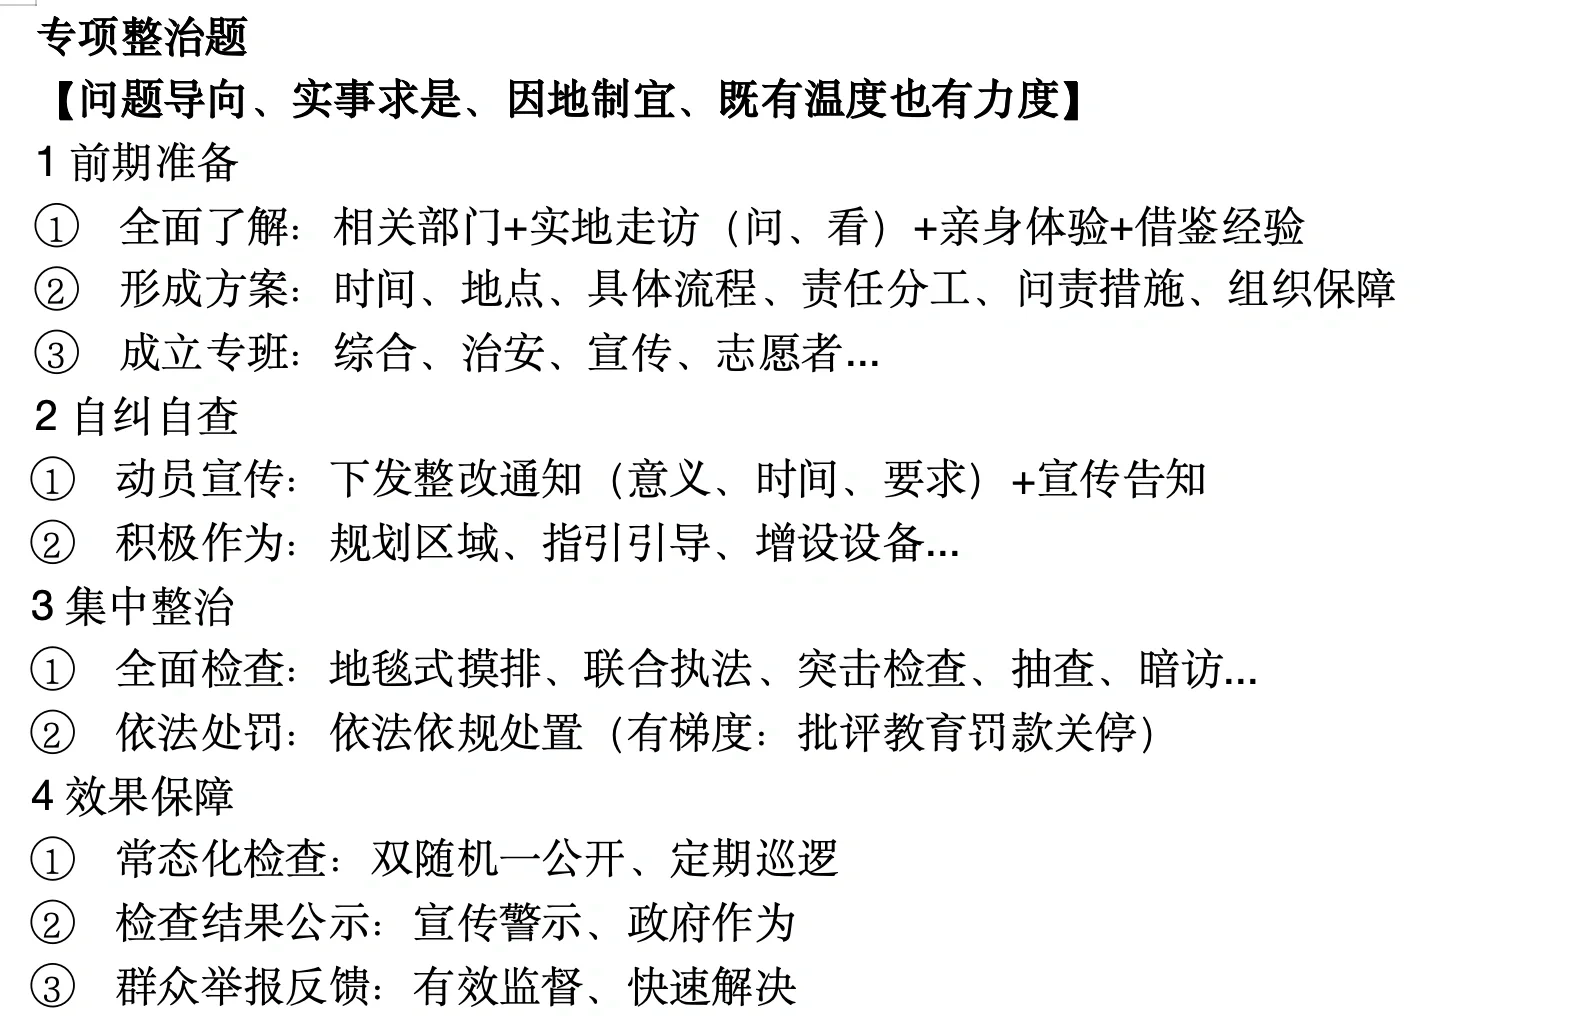 专项整治题
【问题导向、实事求是、因地制宜、既有温度也有力度】
1 前期准备
① 全面了解：相关部门+实地走访（问、看）+亲身体验+借鉴经验
② 形成方案：时间、地点、具体流程、责任分工、问责措施、组织保障
③ 成立专班：综合、治安、宣传、志愿者...
2 自纠自查
① 动员宣传：下发整改通知（意义、时间、要求）+宣传告知
② 积极作为：规划区域、指引引导、增设设备...
3 集中整治
① 全面检查：地毯式摸排、联合执法、突击检查、抽查、暗访...
② 依法处罚：依法依规处置（有梯度：批评教育罚款关停）
4 效果保障
① 常态化检查：双随机一公开、定期巡逻
② 检查结果公示：宣传警示、政府作为
③ 群众举报反馈：有效监督、快速解决